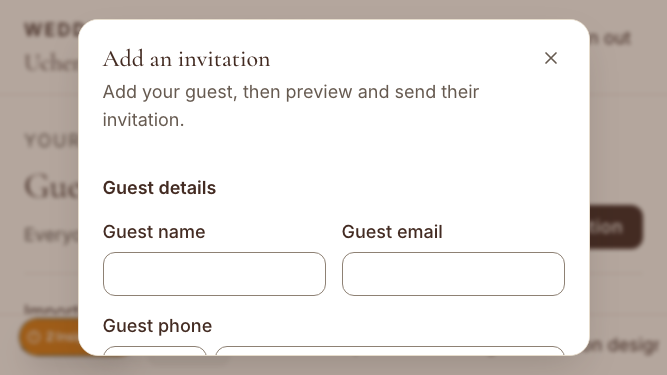 Add an invitation
Add your guest, then preview and send their
invitation.
Guest details
Guest name
Guest email
Guest phone